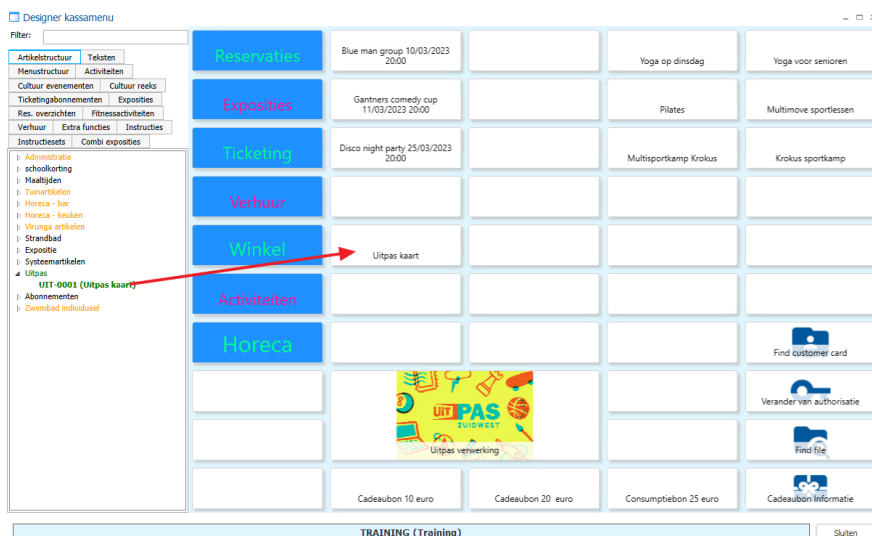 Designer kassamenu
Filter:
Artikelstructuur Teksten
Menustructuur Activiteiten
Cultuur evenementen Cultuur reeks
Ticketingabonnementen Exposities
Res. overzichten Fitnessactiviteiten
Verhuur Extra functies Instructies
Instructiesets Combi exposities
Administratie
schoolkorting
Maaltijden
Tuinartikelen
Horeca - bar
Horeca - keuken
Virunga artikelen
Strandbad
Expositie
Systeemartikelen
Uitpas
UIT-0001 (Uitpas kaart)
Abonnementen
Zwembad individueel
Reservaties
Blue man group 10/03/2023
20:00
Yoga op dinsdag
Yoga voor senioren
Exposities
Gantners comedy cup
11/03/2023 20:00
Pilates
Multimove sportlessen
Ticketing
Disco night party 25/03/2023
20:00
Multisportkamp Krokus
Krokus sportkamp
Verhuur
Winkel
Uitpas kaart
Activiteiten
Horeca
Find customer card
UiTPAS
ZUIDWEST
Uitpas verwerking
Verander van authorisatie
Find file
Cadeaubon 10 euro
Cadeaubon 20 euro
Consumptiebon 25 euro
Cadeaubon Informatie
TRAINING (Training)
Sluiten